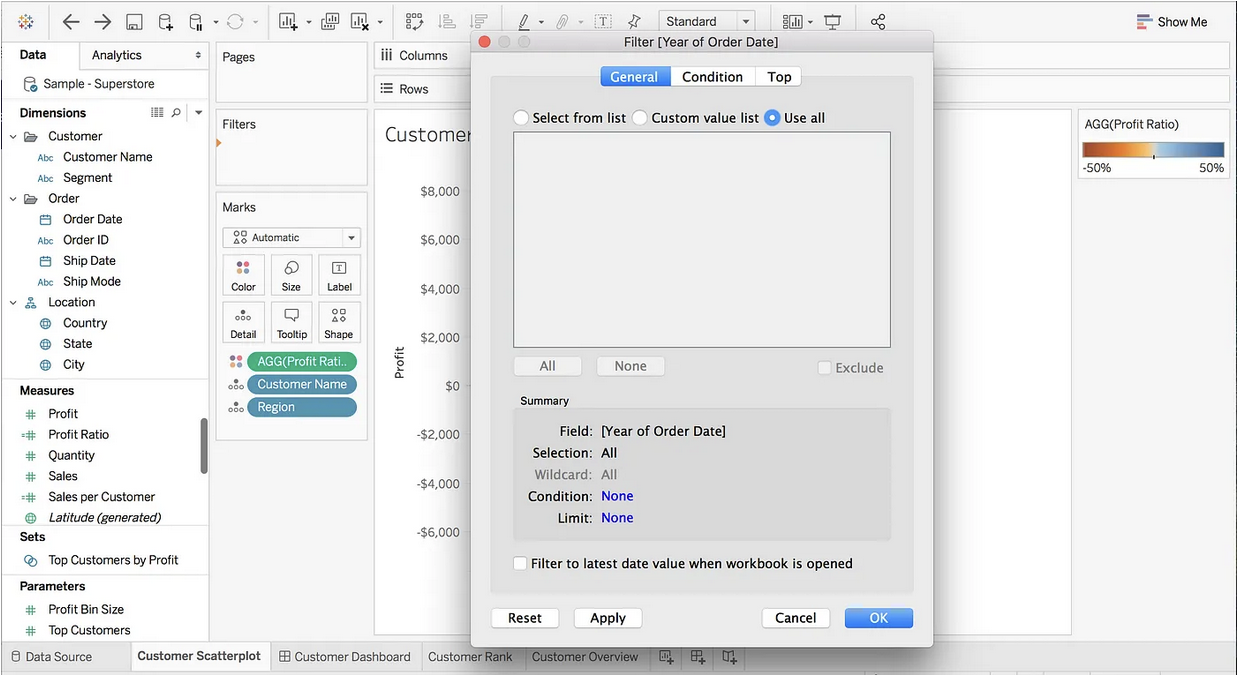 Standard
Show Me
Data
Analytics
Sample - Superstore
Dimensions
Customer
Abc Customer Name
Abc Segment
Order
Order Date
Abc Order ID
Ship Date
Abc Ship Mode
Location
Country
State
City
Measures
Profit
Profit Ratio
Quantity
Sales
Sales per Customer
Latitude (generated)
Sets
Top Customers by Profit
Parameters
Profit Bin Size
Top Customers
Pages
Filters
Marks
Automatic
Color Size Label
Detail Tooltip Shape
AGG(Profit Rati..
Customer Name
Region
Columns
Rows
Customer
$8,000
$6,000
$4,000
$2,000
$0
-$2,000
-$4,000
-$6,000
Profit
Filter [Year of Order Date]
General Condition Top
Select from list Custom value list Use all
All None Exclude
Summary
Field: [Year of Order Date]
Selection: All
Wildcard: All
Condition: None
Limit: None
Filter to latest date value when workbook is opened
Reset Apply Cancel OK
AGG(Profit Ratio)
-50% 50%
Data Source Customer Scatterplot Customer Dashboard Customer Rank Customer Overview